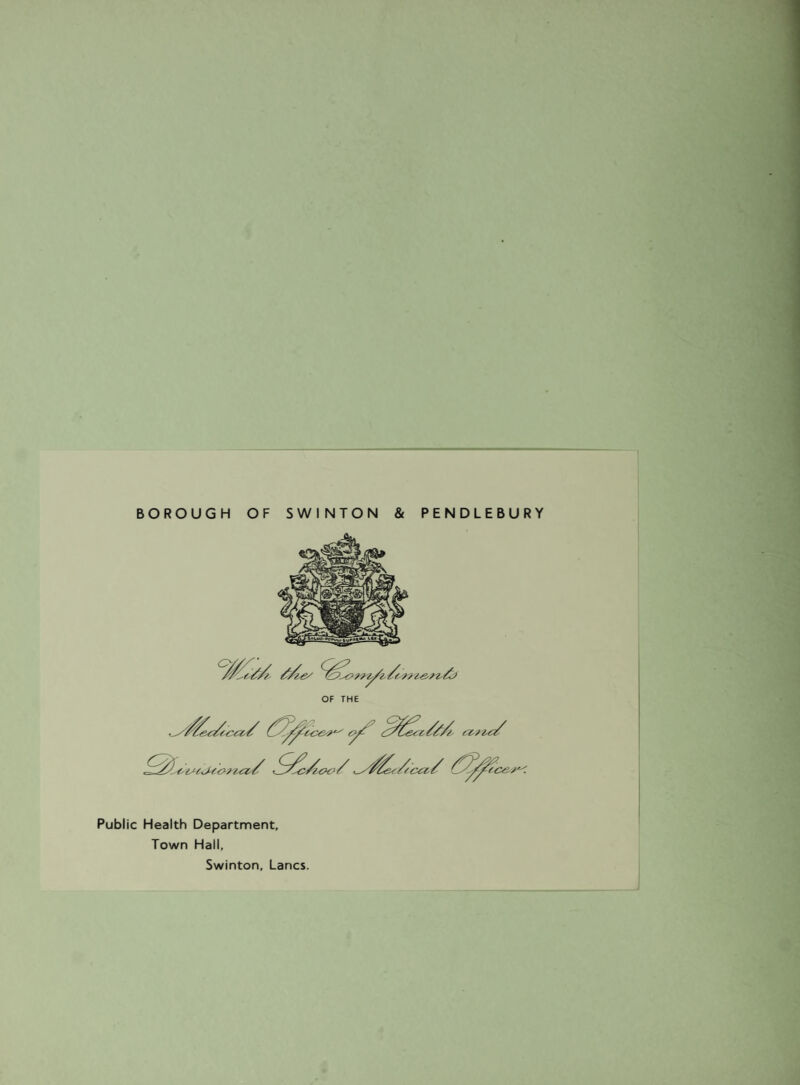 BOROUGH OF SWINTON & PENDLEBURY
With the Compliments
OF THE
Medical Officer of Health and
Divisional School Medical Officer.
Public Health Department,
Town Hall,
Swinton, Lancs.